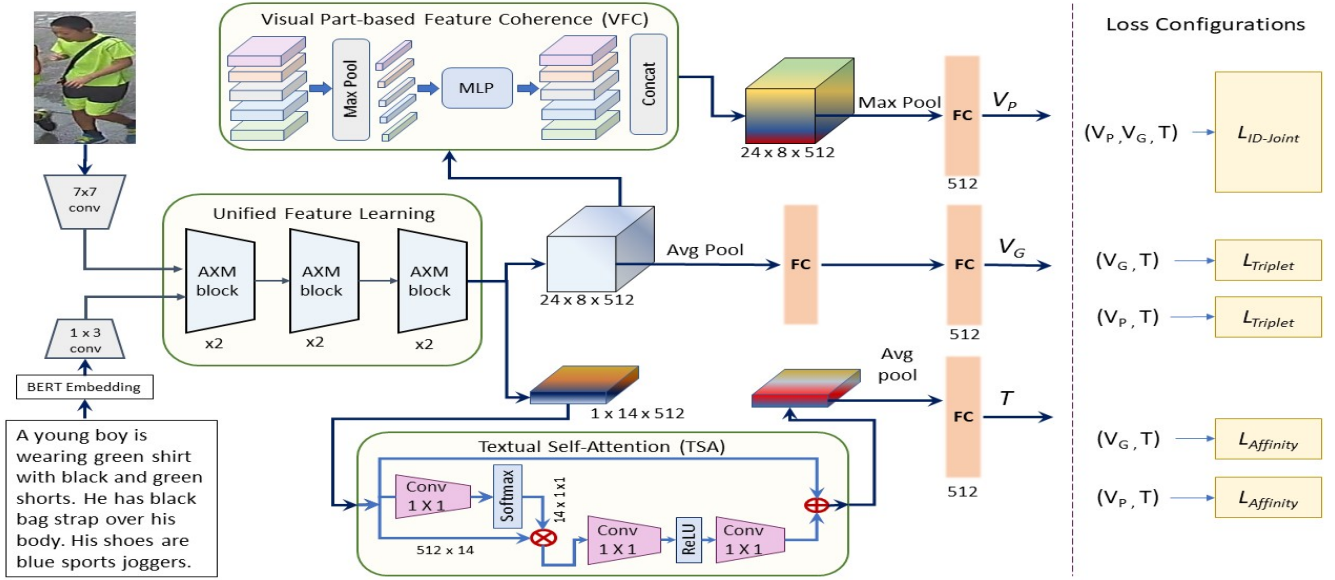 Visual Part-based Feature Coherence (VFC)
Max Pool
MLP
Concat
24 x 8 x 512
Max Pool
FC
512
V_P
Loss Configurations
(V_P, V_G, T)
L_ID-Joint
7x7
conv
Unified Feature Learning
AXM
block
x2
AXM
block
x2
AXM
block
x2
24 x 8 x 512
Avg Pool
FC
FC
512
V_G
(V_G, T)
L_Triplet
(V_P, T)
L_Triplet
1 x 3
conv
BERT Embedding
A young boy is
wearing green shirt
with black and green
shorts. He has black
bag strap over his
body. His shoes are
blue sports joggers.
1 x 14 x 512
Avg
pool
FC
512
T
Textual Self-Attention (TSA)
Conv
1 X 1
Softmax
14 x 1 x 1
512 x 14
Conv
1 X 1
ReLU
Conv
1 X 1
(V_G, T)
L_Affinity
(V_P, T)
L_Affinity